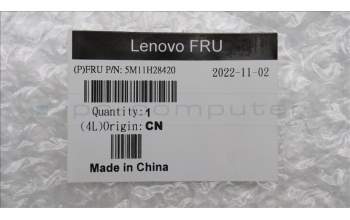 Lenovo FRU
(P)FRU P/N: 5M11H28420 2022-11-02
Quantity: 1
(4L)Origin: CN
Made in China